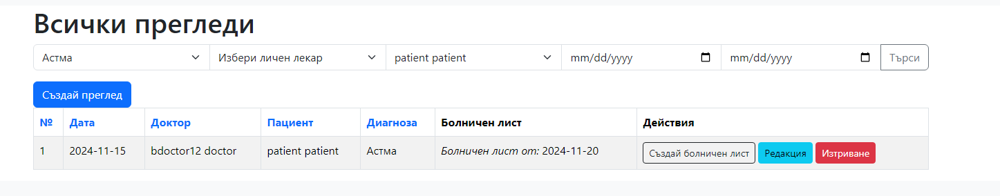 Всички прегледи
Астма Избери личен лекар patient patient mm/dd/yyyy mm/dd/yyyy Търси
Създай преглед
№ Дата Доктор Пациент Диагноза Болничен лист Действия
1 2024-11-15 bdoctor12 doctor patient patient Астма Болничен лист от: 2024-11-20 Създай болничен лист Редакция Изтриване